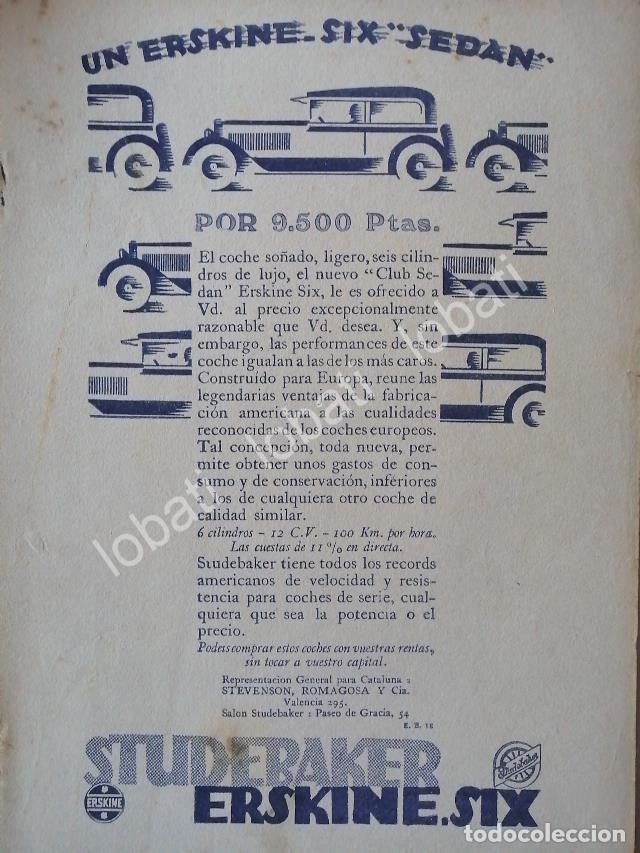 UN ERSKINE-SIX "SEDAN"
POR 9.500 Ptas.
El coche soñado, ligero, seis cilin-
dros de lujo, el nuevo "Club Se-
dan" Erskine Six, le es ofrecido a
Vd. al precio excepcionalmente
razonable que Vd. desea. Y, sin
embargo, las performances de este
coche igualan a las de los más caros.
Construído para Europa, reune las
legendarias ventajas de la fabrica-
ción americana a las cualidades
reconocidas de los coches europeos.
Tal concepción, toda nueva, per-
mite obtener unos gastos de con-
sumo y de conservación, inferiores
a los de cualquiera otro coche de
calidad similar.
6 cilindros - 12 C.V. - 100 Km. por hora.
Las cuestas de 11 % en directa.
Studebaker tiene todos los records
americanos de velocidad y resis-
tencia para coches de serie, cual-
quiera que sea la potencia o el
precio.
Podeis comprar estos coches con vuestras rentas,
sin tocar a vuestro capital.
Representacion General para Cataluna :
STEVENSON, ROMAGOSA Y Cia.
Valencia 295.
Salon Studebaker : Paseo de Gracia, 54
E. B. 18
STUDEBAKER
ERSKINE
Studebaker
ERSKINE.SIX
lobati lobati lobati
todocoleccion